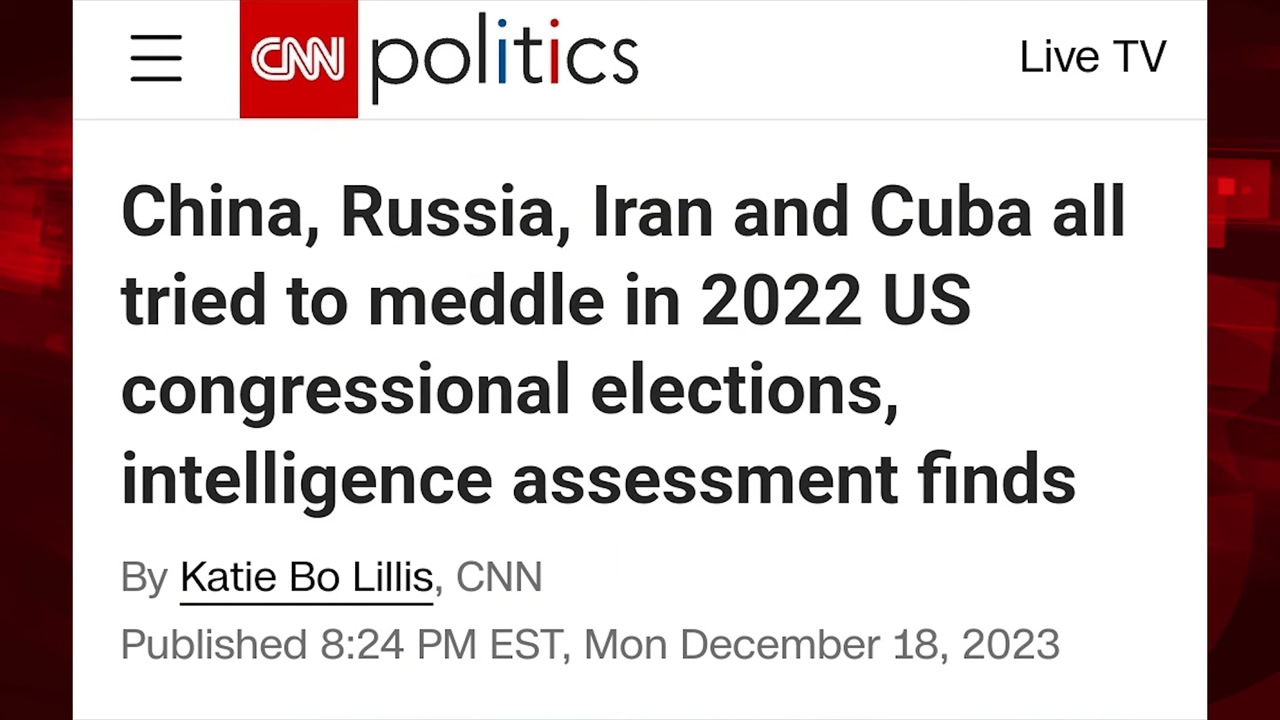 CNN politics
Live TV
China, Russia, Iran and Cuba all
tried to meddle in 2022 US
congressional elections,
intelligence assessment finds
By Katie Bo Lillis, CNN
Published 8:24 PM EST, Mon December 18, 2023